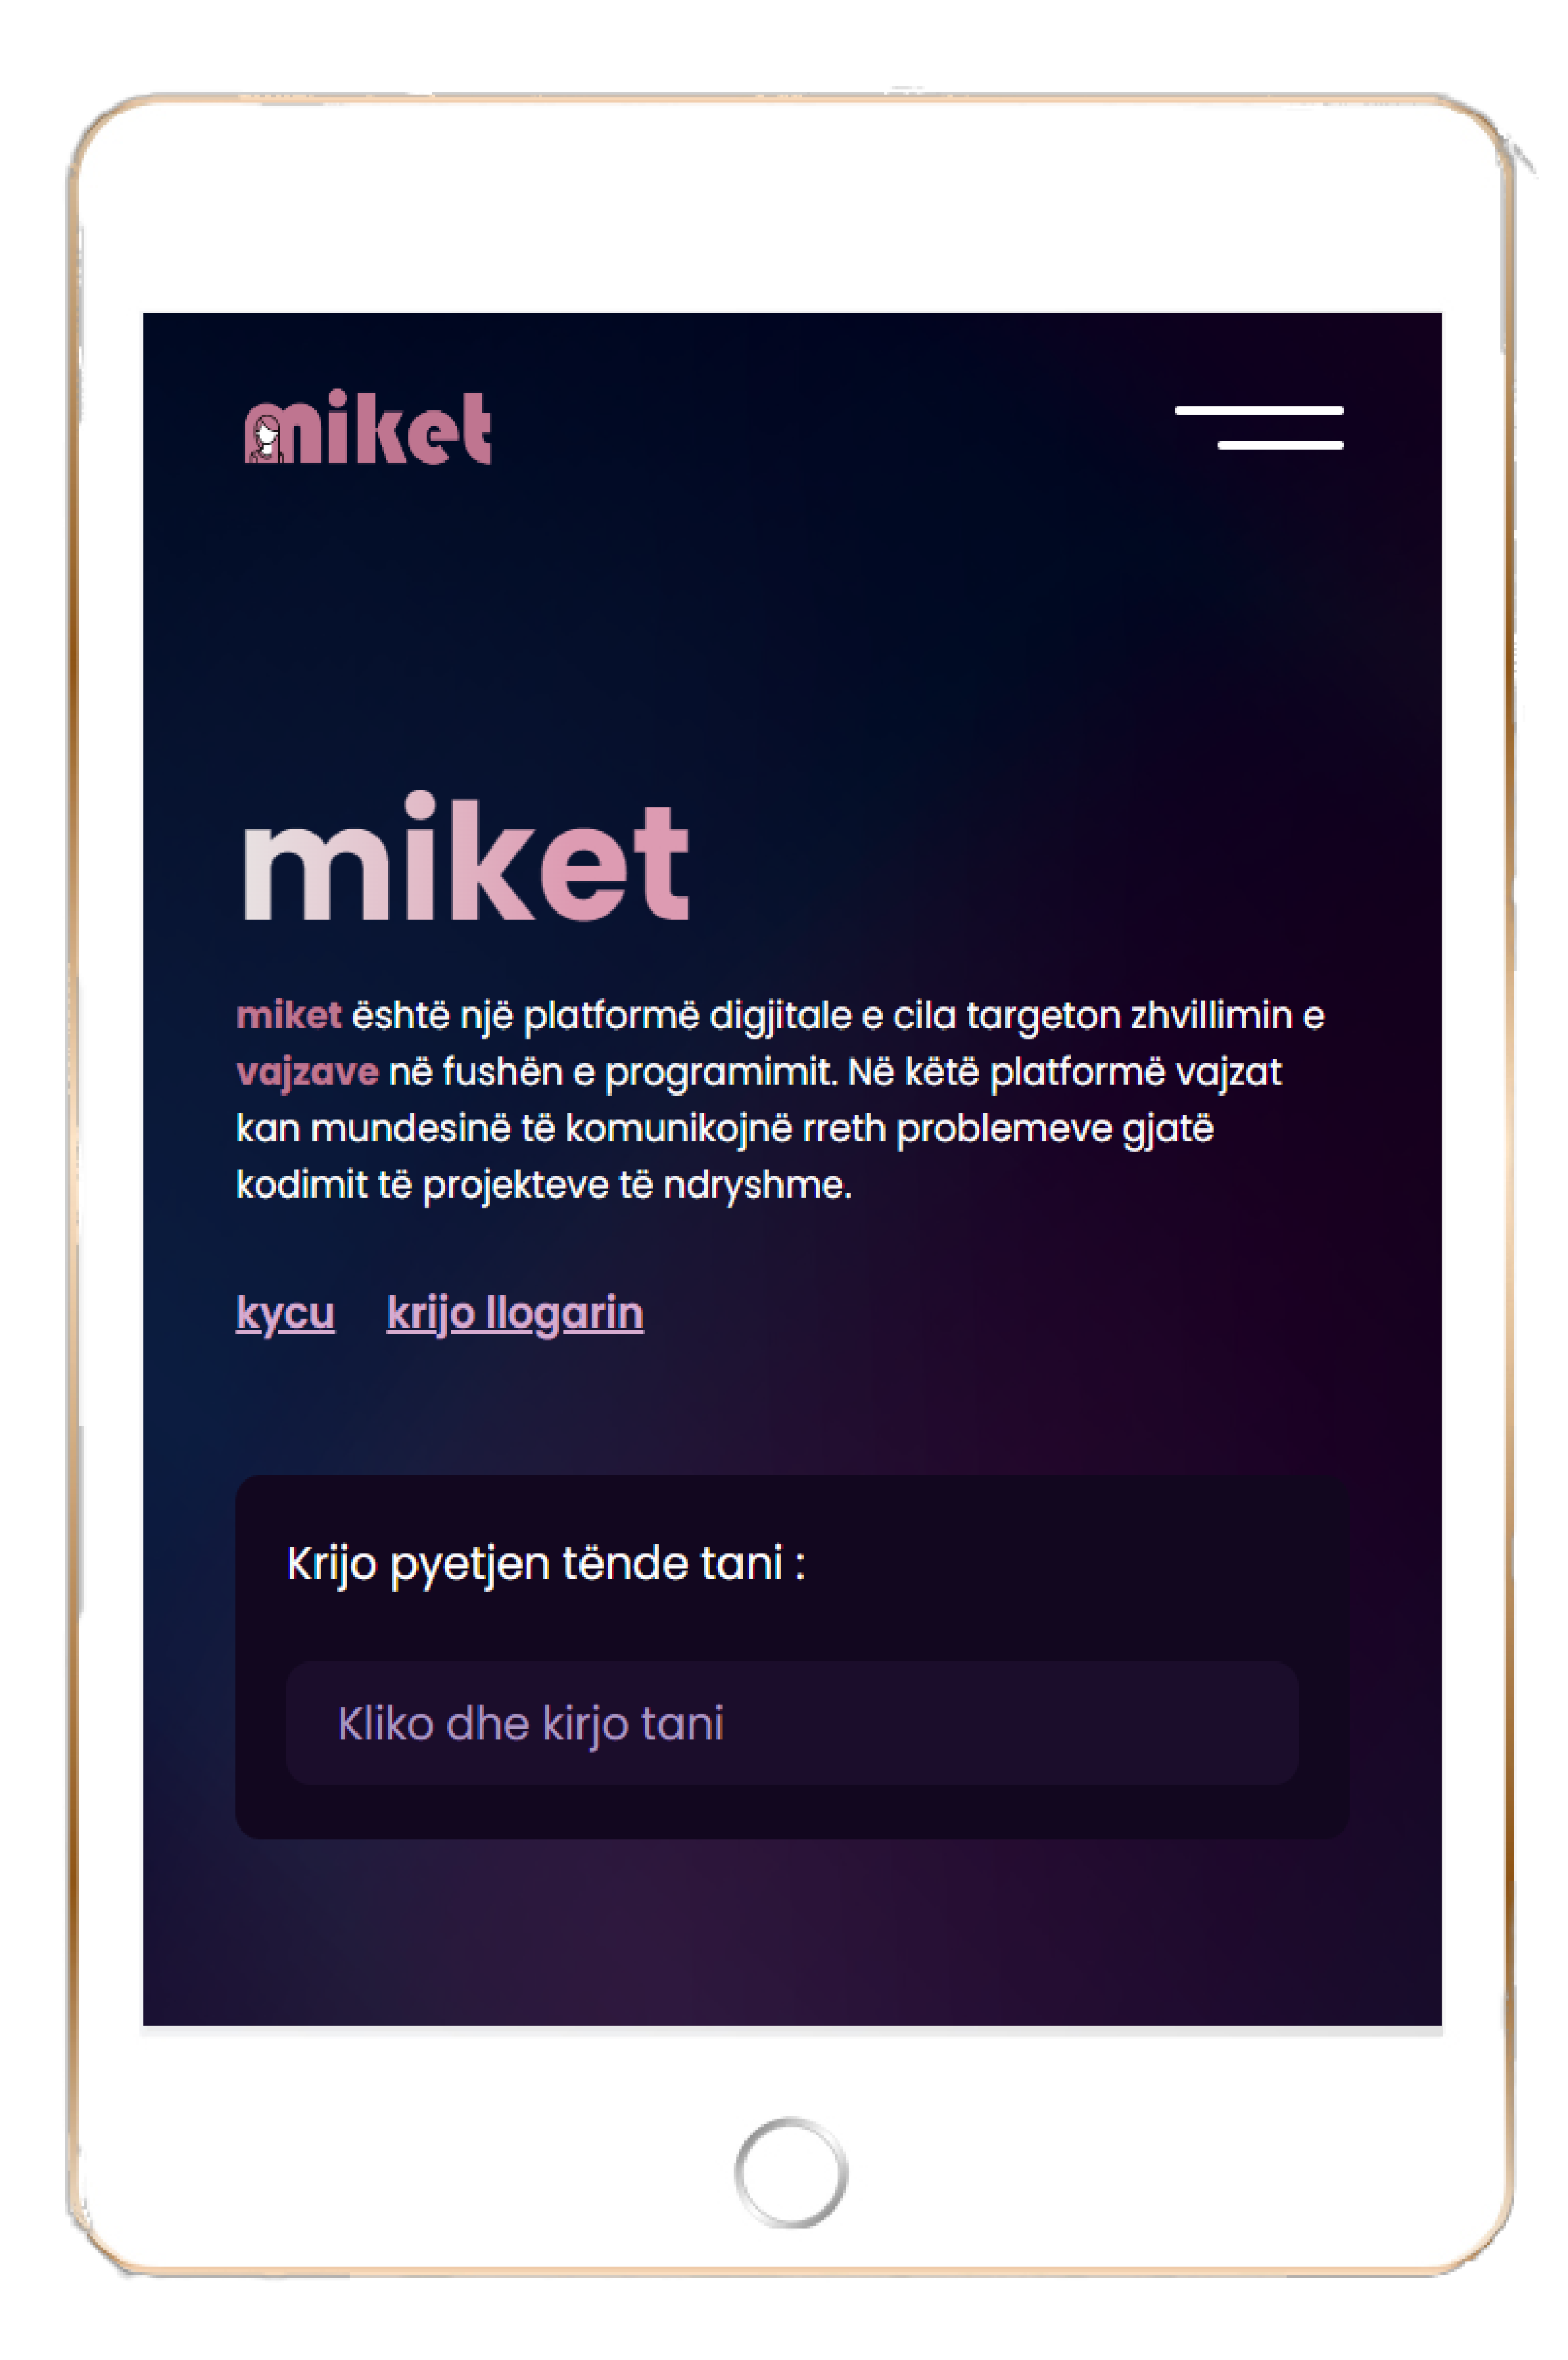 miket
miket
miket është një platformë digjitale e cila targeton zhvillimin e
vajzave në fushën e programimit. Në këtë platformë vajzat
kan mundesinë të komunikojnë rreth problemeve gjatë
kodimit të projekteve të ndryshme.
kycu krijo llogarin
Krijo pyetjen tënde tani :
Kliko dhe kirjo tani